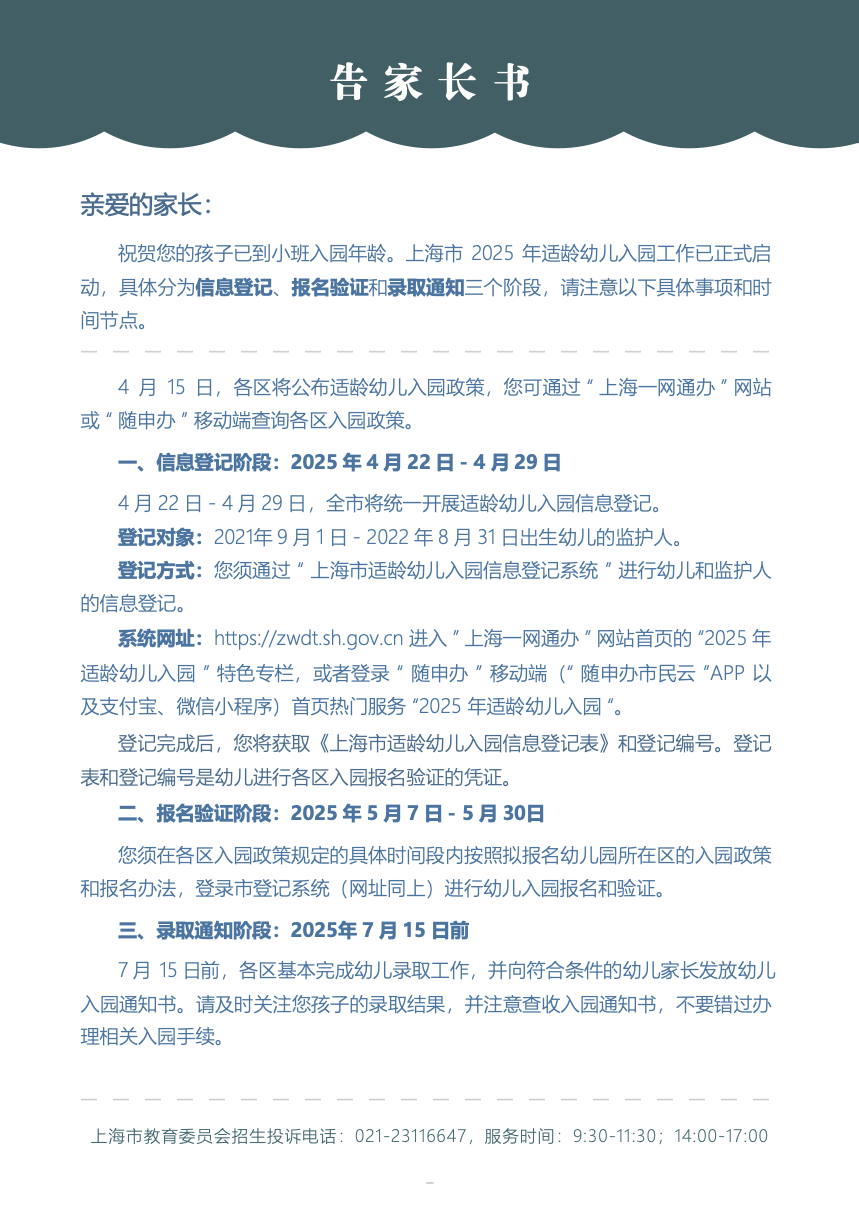 告家长书
亲爱的家长：
祝贺您的孩子已到小班入园年龄。上海市 2025 年适龄幼儿入园工作已正式启
动，具体分为信息登记、报名验证和录取通知三个阶段，请注意以下具体事项和时
间节点。
4 月 15 日，各区将公布适龄幼儿入园政策，您可通过 " 上海一网通办 " 网站
或 " 随申办 " 移动端查询各区入园政策。
一、信息登记阶段：2025 年 4 月 22 日 - 4 月 29 日
4 月 22 日 - 4 月 29 日，全市将统一开展适龄幼儿入园信息登记。
登记对象：2021年 9 月 1 日 - 2022 年 8 月 31 日出生幼儿的监护人。
登记方式：您须通过 " 上海市适龄幼儿入园信息登记系统 " 进行幼儿和监护人
的信息登记。
系统网址：https://zwdt.sh.gov.cn 进入 " 上海一网通办 " 网站首页的 "2025 年
适龄幼儿入园 " 特色专栏，或者登录 " 随申办 " 移动端（" 随申办市民云 "APP 以
及支付宝、微信小程序）首页热门服务 "2025 年适龄幼儿入园 "。
登记完成后，您将获取《上海市适龄幼儿入园信息登记表》和登记编号。登记
表和登记编号是幼儿进行各区入园报名验证的凭证。
二、报名验证阶段：2025 年 5 月 7 日 - 5 月 30日
您须在各区入园政策规定的具体时间段内按照拟报名幼儿园所在区的入园政策
和报名办法，登录市登记系统（网址同上）进行幼儿入园报名和验证。
三、录取通知阶段：2025年 7 月 15 日前
7 月 15 日前，各区基本完成幼儿录取工作，并向符合条件的幼儿家长发放幼儿
入园通知书。请及时关注您孩子的录取结果，并注意查收入园通知书，不要错过办
理相关入园手续。
上海市教育委员会招生投诉电话：021-23116647，服务时间：9:30-11:30；14:00-17:00